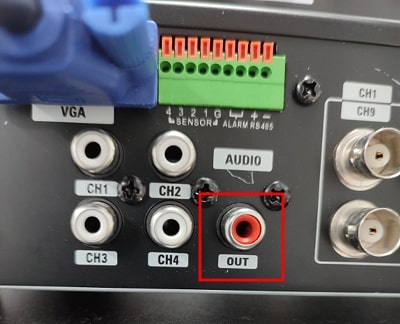 VGA
4 3 2 1 G
SENSOR ALARM RS485
+ −
CH1
CH9
AUDIO
CH1
CH2
CH3
CH4
OUT